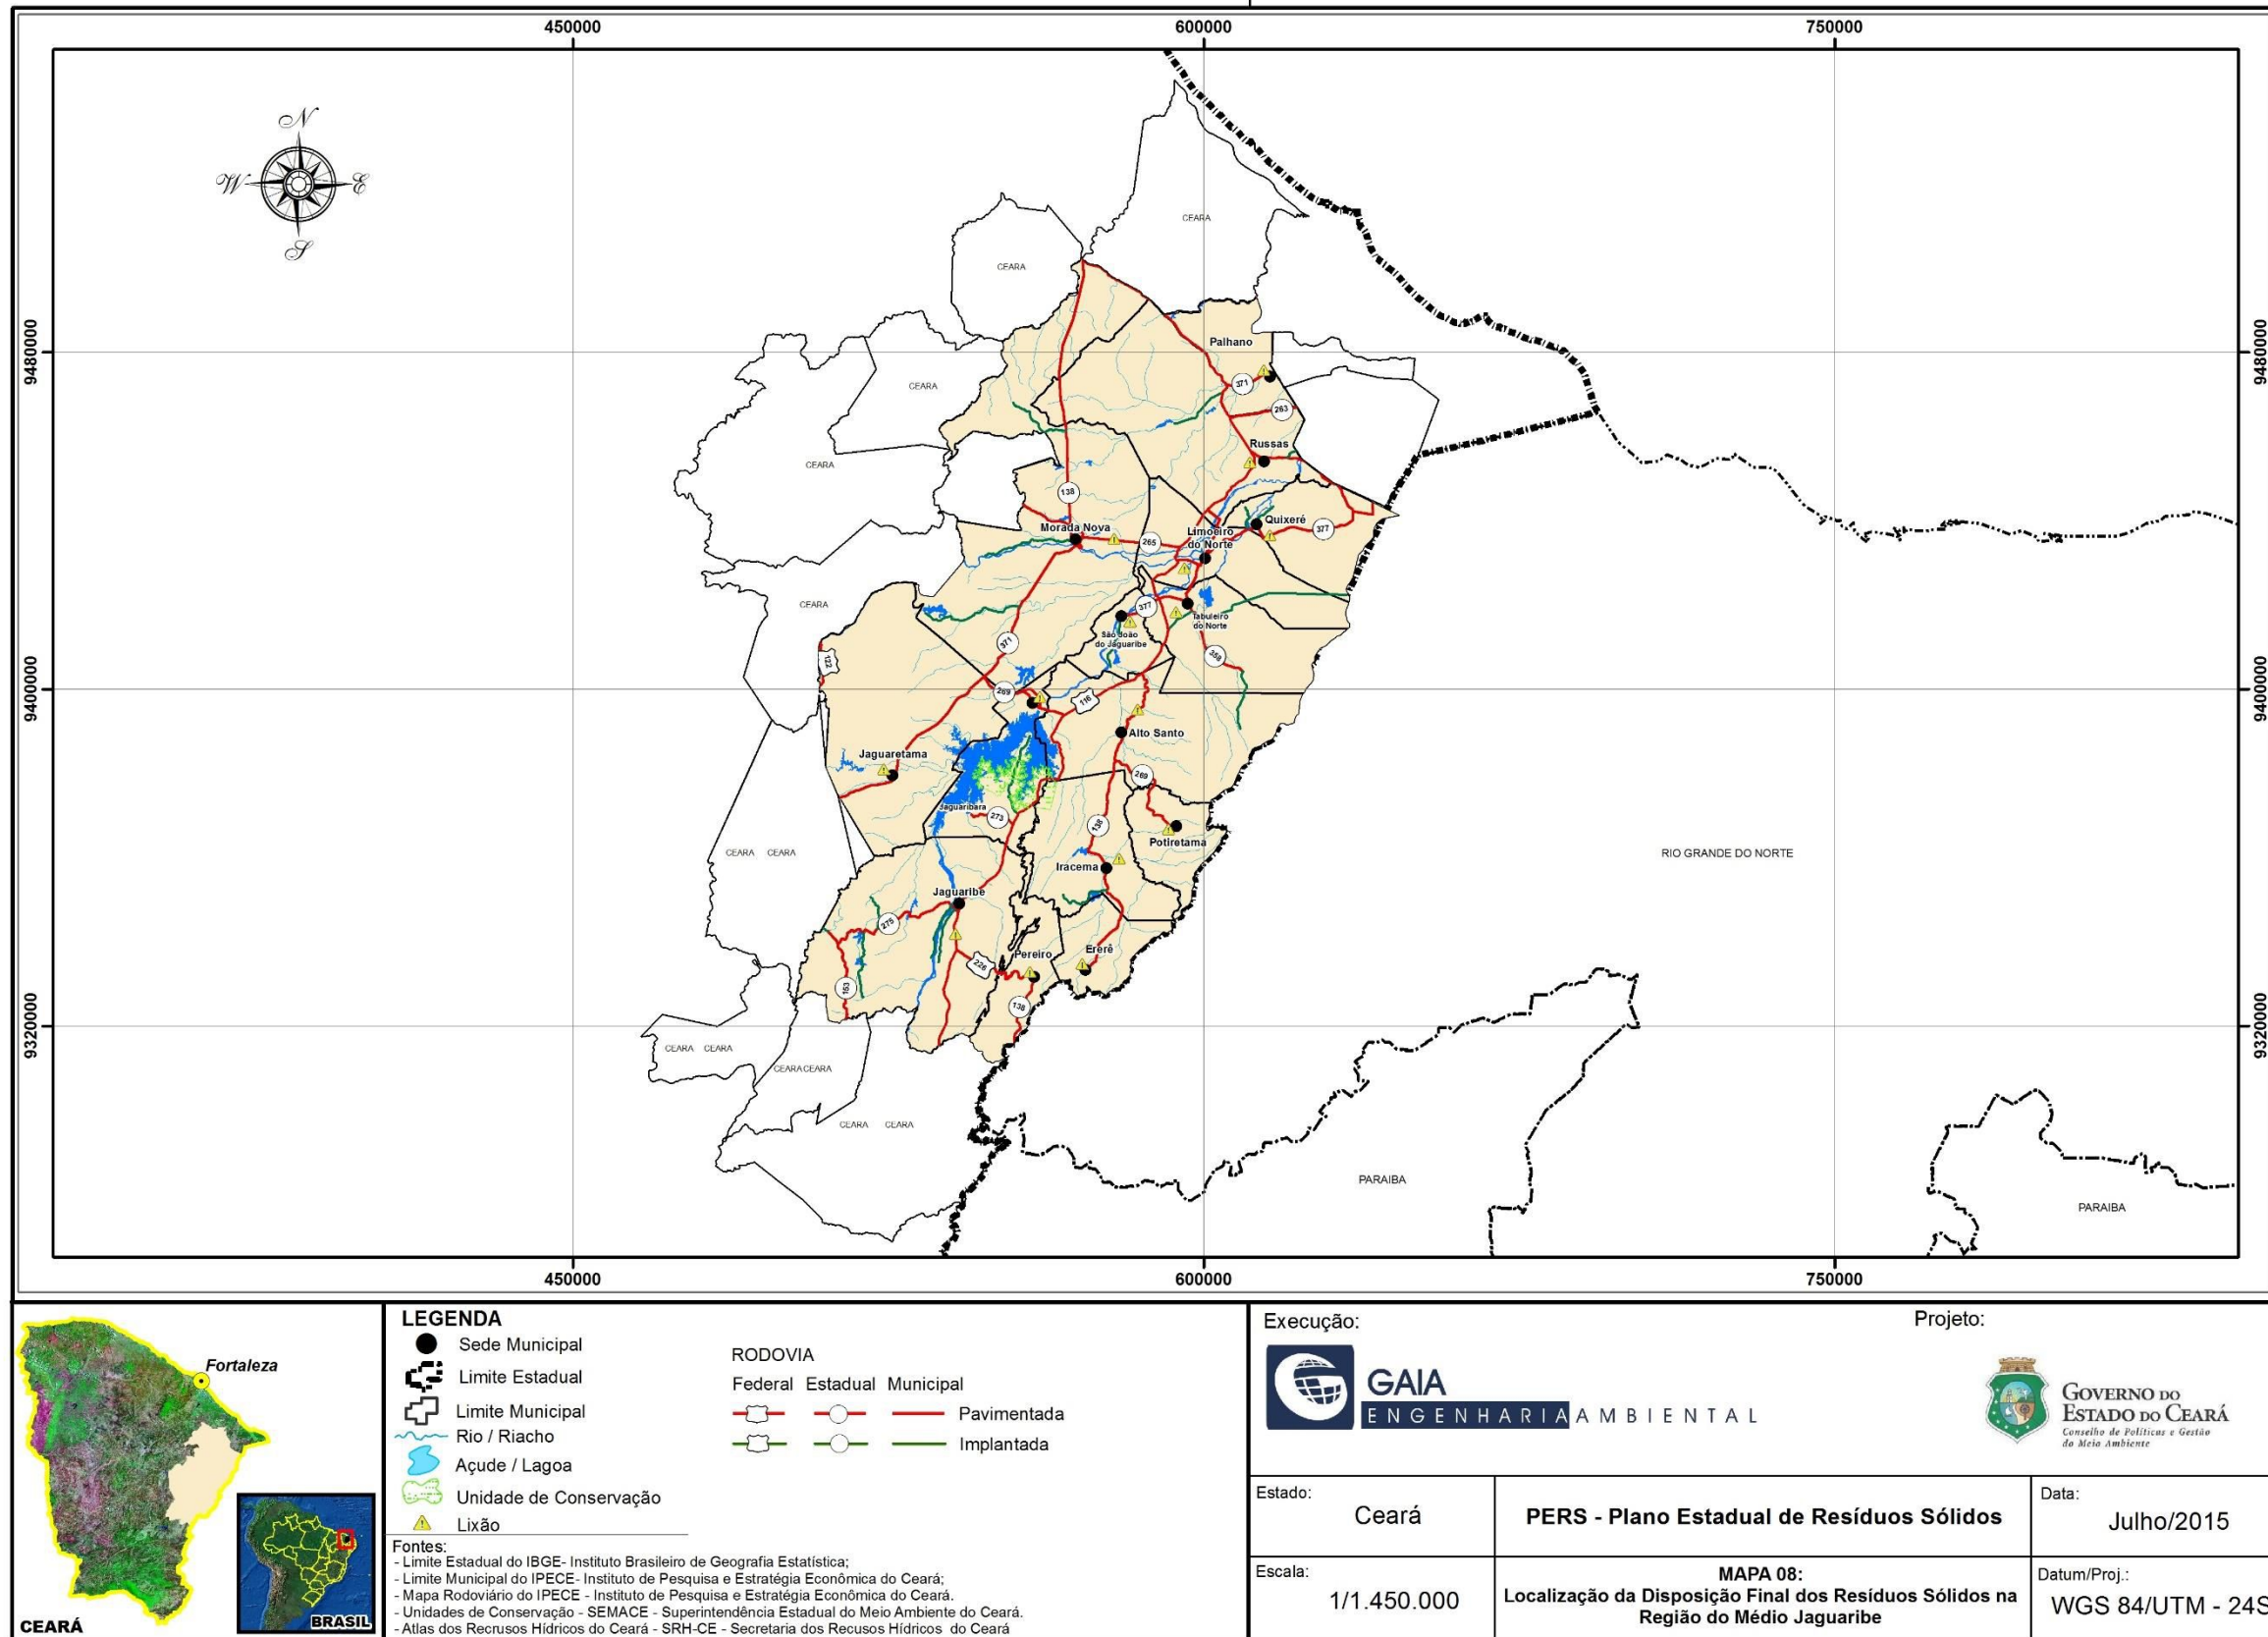 450000
600000
750000
9480000
9480000
N
W
E
S
CEARA
CEARA
CEARA
CEARA
Palhano
371
263
Russas
138
Morada Nova
265
Limoeiro
do Norte
Quixeré
377
CEARA
377
São João
do Jaguaribe
Tabuleiro
do Norte
371
122
358
9400000
9400000
269
116
Alto Santo
Jaguaretama
269
Jaguaribara
273
138
Potiretama
CEARA CEARA
Iracema
RIO GRANDE DO NORTE
Jaguaribe
275
Pereiro
Ererê
226
153
138
9320000
9320000
CEARA CEARA
CEARA CEARA
CEARA CEARA
PARAIBA
PARAIBA
450000
600000
750000
Fortaleza
CEARÁ
BRASIL
LEGENDA
Sede Municipal
Limite Estadual
Limite Municipal
Rio / Riacho
Açude / Lagoa
Unidade de Conservação
Lixão
RODOVIA
Federal Estadual Municipal
Pavimentada
Implantada
Fontes:
- Limite Estadual do IBGE- Instituto Brasileiro de Geografia Estatística;
- Limite Municipal do IPECE- Instituto de Pesquisa e Estratégia Econômica do Ceará;
- Mapa Rodoviário do IPECE - Instituto de Pesquisa e Estratégia Econômica do Ceará.
- Unidades de Conservação - SEMACE - Superintendência Estadual do Meio Ambiente do Ceará.
- Atlas dos Recrusos Hídricos do Ceará - SRH-CE - Secretaria dos Recusos Hídricos do Ceará
Execução:
GAIA
ENGENHARIA AMBIENTAL
Projeto:
GOVERNO DO
ESTADO DO CEARÁ
Conselho de Políticas e Gestão
do Meio Ambiente
Estado:
Ceará
PERS - Plano Estadual de Resíduos Sólidos
Data:
Julho/2015
Escala:
1/1.450.000
MAPA 08:
Localização da Disposição Final dos Resíduos Sólidos na
Região do Médio Jaguaribe
Datum/Proj.:
WGS 84/UTM - 24S